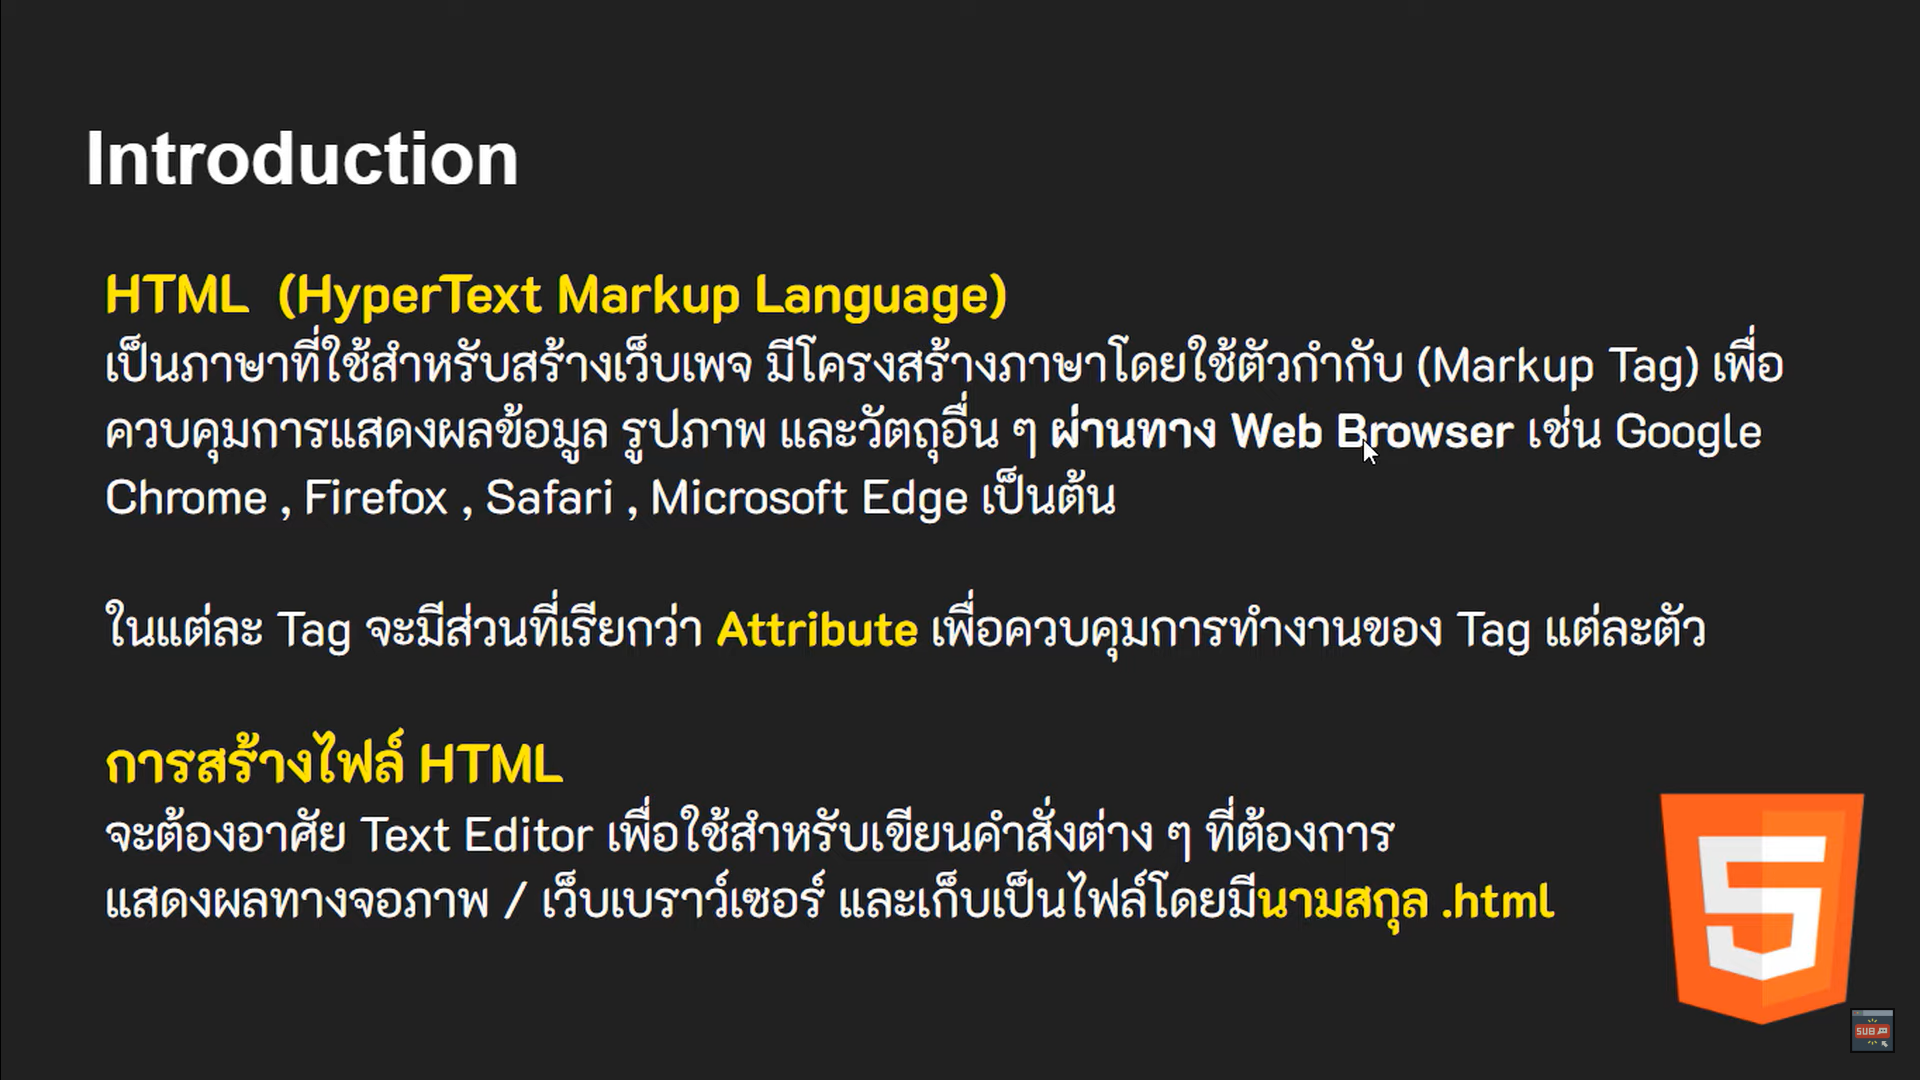 Introduction
HTML (HyperText Markup Language)
เป็นภาษาที่ใช้สำหรับสร้างเว็บเพจ มีโครงสร้างภาษาโดยใช้ตัวกำกับ (Markup Tag) เพื่อ
ควบคุมการแสดงผลข้อมูล รูปภาพ และวัตถุอื่น ๆ ผ่านทาง Web Browser เช่น Google
Chrome , Firefox , Safari , Microsoft Edge เป็นต้น
ในแต่ละ Tag จะมีส่วนที่เรียกว่า Attribute เพื่อควบคุมการทำงานของ Tag แต่ละตัว
การสร้างไฟล์ HTML
จะต้องอาศัย Text Editor เพื่อใช้สำหรับเขียนคำสั่งต่าง ๆ ที่ต้องการ
แสดงผลทางจอภาพ / เว็บเบราว์เซอร์ และเก็บเป็นไฟล์โดยมีนามสกุล .html
5
SUB